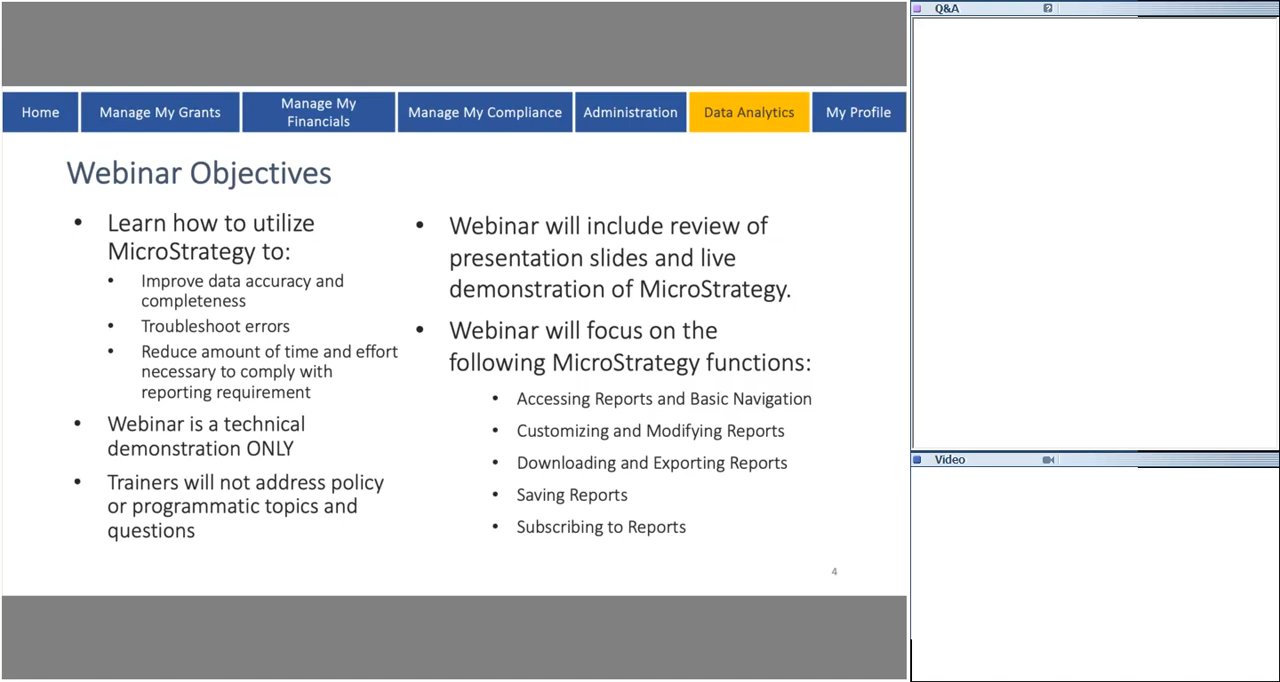 Home
Manage My Grants
Manage My
Financials
Manage My Compliance
Administration
Data Analytics
My Profile
Webinar Objectives
• Learn how to utilize
MicroStrategy to:
• Improve data accuracy and
completeness
• Troubleshoot errors
• Reduce amount of time and effort
necessary to comply with
reporting requirement
• Webinar is a technical
demonstration ONLY
• Trainers will not address policy
or programmatic topics and
questions
• Webinar will include review of
presentation slides and live
demonstration of MicroStrategy.
• Webinar will focus on the
following MicroStrategy functions:
• Accessing Reports and Basic Navigation
• Customizing and Modifying Reports
• Downloading and Exporting Reports
• Saving Reports
• Subscribing to Reports
4
Q&A
?
Video